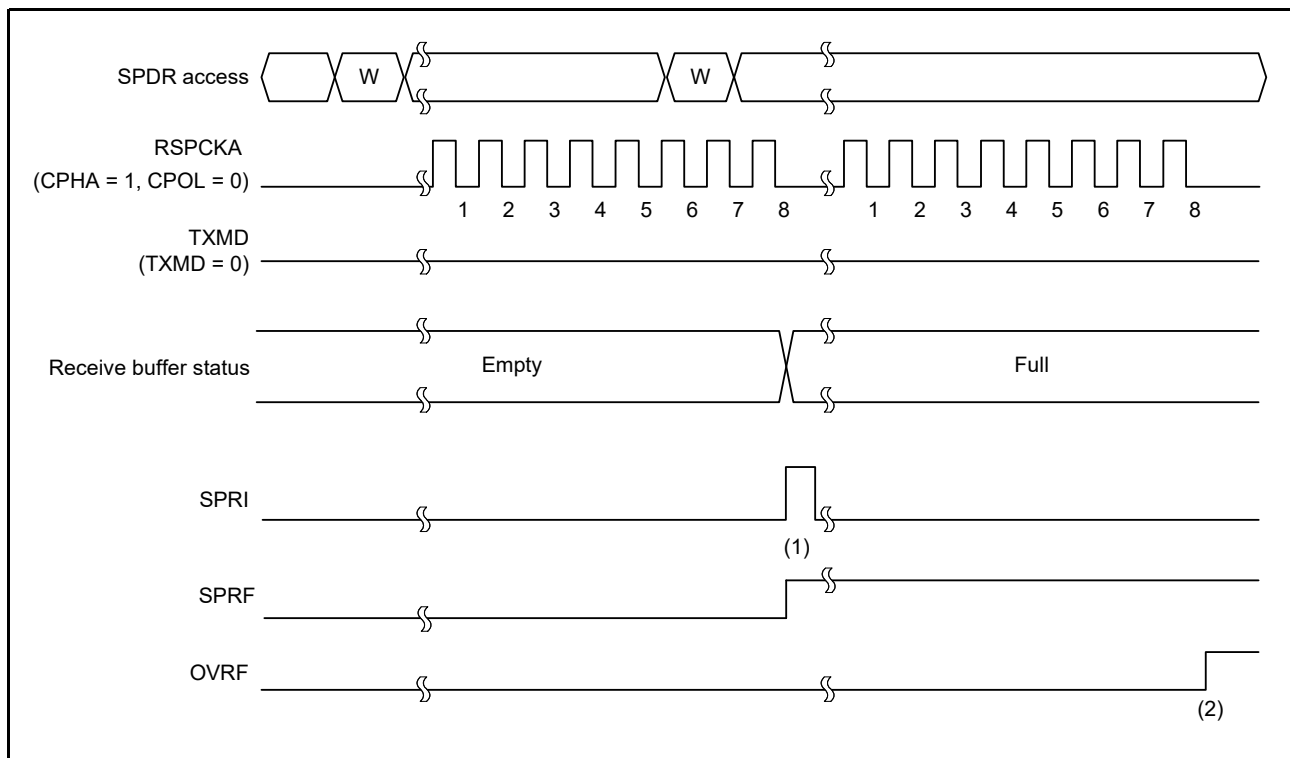 SPDR access
W
W
RSPCKA
(CPHA = 1, CPOL = 0)
1 2 3 4 5 6 7 8
1 2 3 4 5 6 7 8
TXMD
(TXMD = 0)
Receive buffer status
Empty
Full
SPRI
(1)
SPRF
OVRF
(2)